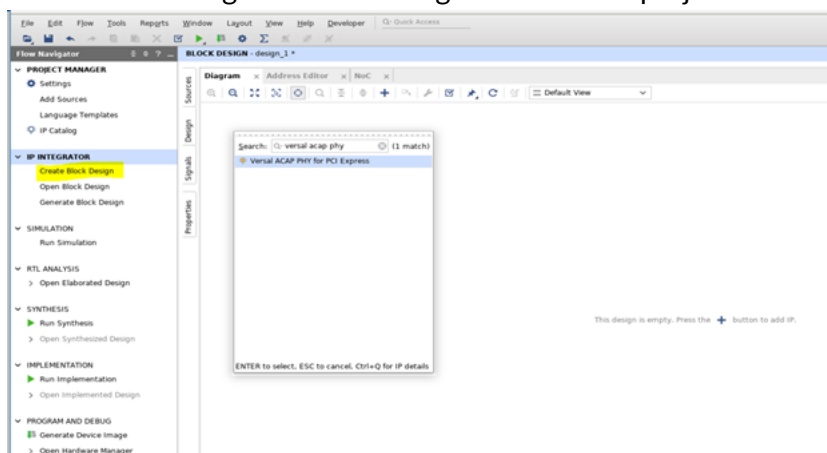 File Edit Flow Tools Reports Window Layout View Help Developer Quick Access
Flow Navigator
PROJECT MANAGER
Settings
Add Sources
Language Templates
IP Catalog
IP INTEGRATOR
Create Block Design
Open Block Design
Generate Block Design
SIMULATION
Run Simulation
RTL ANALYSIS
Open Elaborated Design
SYNTHESIS
Run Synthesis
Open Synthesized Design
IMPLEMENTATION
Run Implementation
Open Implemented Design
PROGRAM AND DEBUG
Generate Device Image
Open Hardware Manager
BLOCK DESIGN - design_1 *
Sources
Design
Signals
Properties
Diagram x Address Editor x NoC x
Default View
Search: versal acap phy (1 match)
Versal ACAP PHY for PCI Express
ENTER to select, ESC to cancel, Ctrl+Q for IP details
This design is empty. Press the + button to add IP.